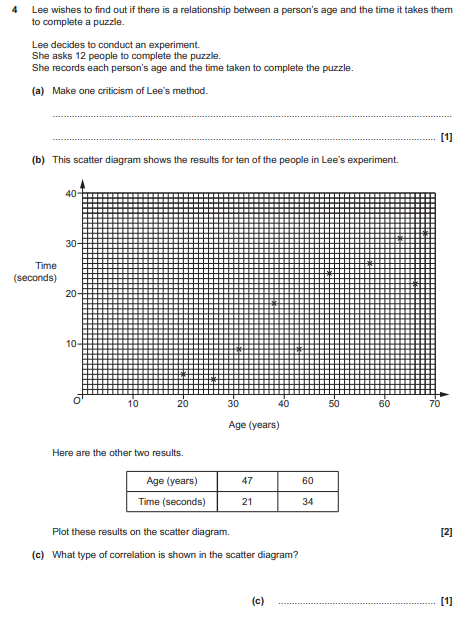 4 Lee wishes to find out if there is a relationship between a person's age and the time it takes them
to complete a puzzle.
Lee decides to conduct an experiment.
She asks 12 people to complete the puzzle.
She records each person's age and the time taken to complete the puzzle.
(a) Make one criticism of Lee's method.
[1]
(b) This scatter diagram shows the results for ten of the people in Lee's experiment.
40
30
Time
(seconds)
20
10
O 10 20 30 40 50 60 70
Age (years)
Here are the other two results.
Age (years) 47 60
Time (seconds) 21 34
Plot these results on the scatter diagram. [2]
(c) What type of correlation is shown in the scatter diagram?
(c) [1]